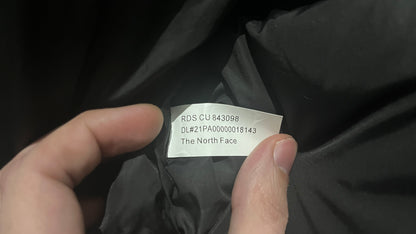 RDS CU 843098
DL#21PA00000018143
The North Face